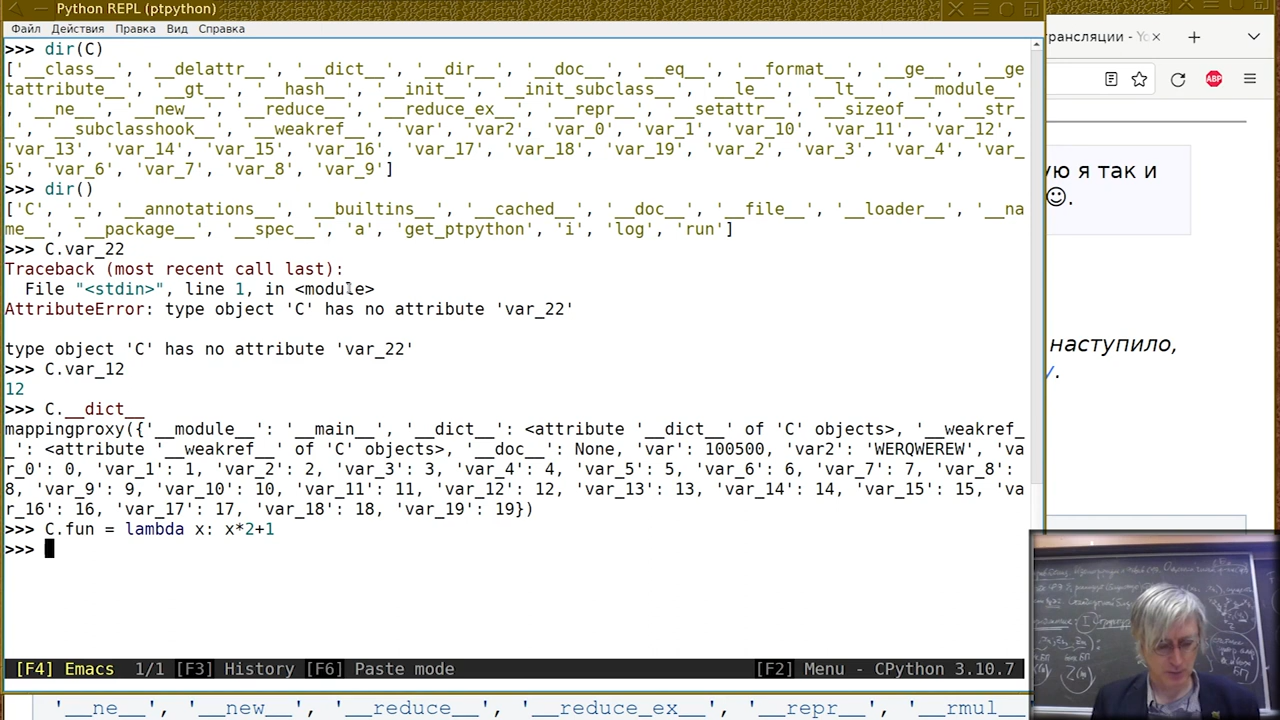 Python REPL (ptpython)
Файл Действия Правка Вид Справка
>>> dir(C)
['__class__', '__delattr__', '__dict__', '__dir__', '__doc__', '__eq__', '__format__', '__ge__', '__ge
tattribute__', '__gt__', '__hash__', '__init__', '__init_subclass__', '__le__', '__lt__', '__module__'
, '__ne__', '__new__', '__reduce__', '__reduce_ex__', '__repr__', '__setattr__', '__sizeof__', '__str_
_', '__subclasshook__', '__weakref__', 'var', 'var2', 'var_0', 'var_1', 'var_10', 'var_11', 'var_12',
'var_13', 'var_14', 'var_15', 'var_16', 'var_17', 'var_18', 'var_19', 'var_2', 'var_3', 'var_4', 'var_
5', 'var_6', 'var_7', 'var_8', 'var_9']
>>> dir()
['C', '_', '__annotations__', '__builtins__', '__cached__', '__doc__', '__file__', '__loader__', '__na
me__', '__package__', '__spec__', 'a', 'get_ptpython', 'i', 'log', 'run']
>>> C.var_22
Traceback (most recent call last):
File "<stdin>", line 1, in <module>
AttributeError: type object 'C' has no attribute 'var_22'
type object 'C' has no attribute 'var_22'
>>> C.var_12
12
>>> C.__dict__
mappingproxy({'__module__': '__main__', '__dict__': <attribute '__dict__' of 'C' objects>, '__weakref_
_': <attribute '__weakref__' of 'C' objects>, '__doc__': None, 'var': 100500, 'var2': 'WERQWEREW', 'va
r_0': 0, 'var_1': 1, 'var_2': 2, 'var_3': 3, 'var_4': 4, 'var_5': 5, 'var_6': 6, 'var_7': 7, 'var_8':
8, 'var_9': 9, 'var_10': 10, 'var_11': 11, 'var_12': 12, 'var_13': 13, 'var_14': 14, 'var_15': 15, 'va
r_16': 16, 'var_17': 17, 'var_18': 18, 'var_19': 19})
>>> C.fun = lambda x: x*2+1
>>>
[F4] Emacs 1/1 [F3] History [F6] Paste mode [F2] Menu - CPython 3.10.7
'__ne__', '__new__', '__reduce__', '__reduce_ex__', '__repr__', '__rmul__
рансляции - Yo
ABP
ую я так и
☺.
наступило,
.